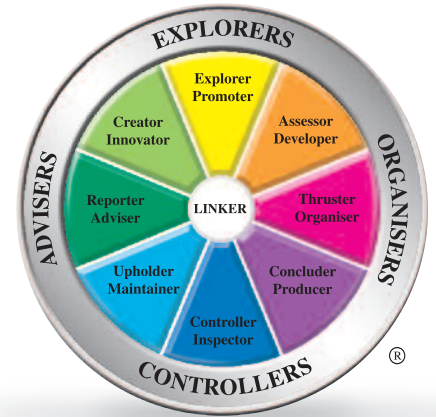 EXPLORERS
Explorer
Promoter
Creator
Innovator
Assessor
Developer
ADVISERS
Reporter
Adviser
LINKER
Thruster
Organiser
ORGANISERS
Upholder
Maintainer
Concluder
Producer
Controller
Inspector
CONTROLLERS
®